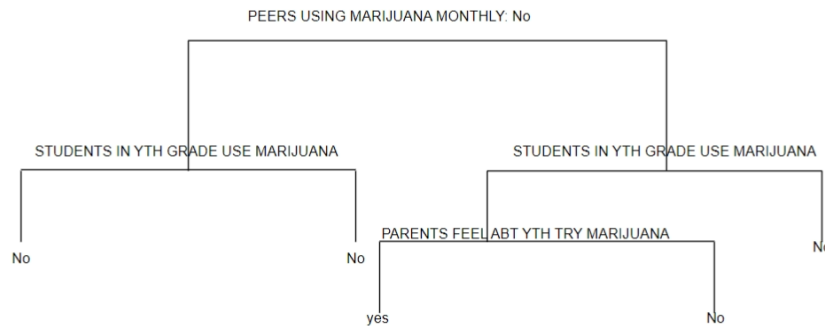 PEERS USING MARIJUANA MONTHLY: No
STUDENTS IN YTH GRADE USE MARIJUANA
STUDENTS IN YTH GRADE USE MARIJUANA
PARENTS FEEL ABT YTH TRY MARIJUANA
No
No
No
yes
No